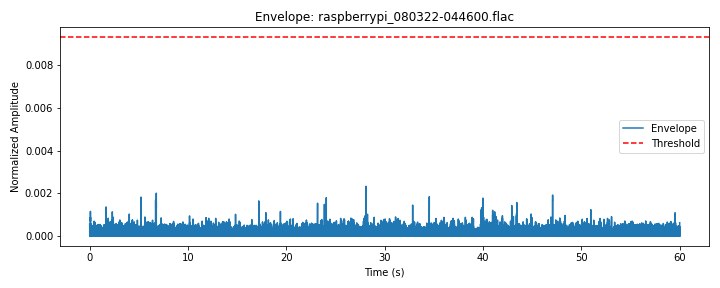 Envelope: raspberrypi_080322-044600.flac
Normalized Amplitude
0.008
0.006
0.004
0.002
0.000
Envelope
Threshold
0 10 20 30 40 50 60
Time (s)